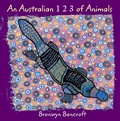 An Australian 1 2 3 of Animals
Bronwyn Bancroft